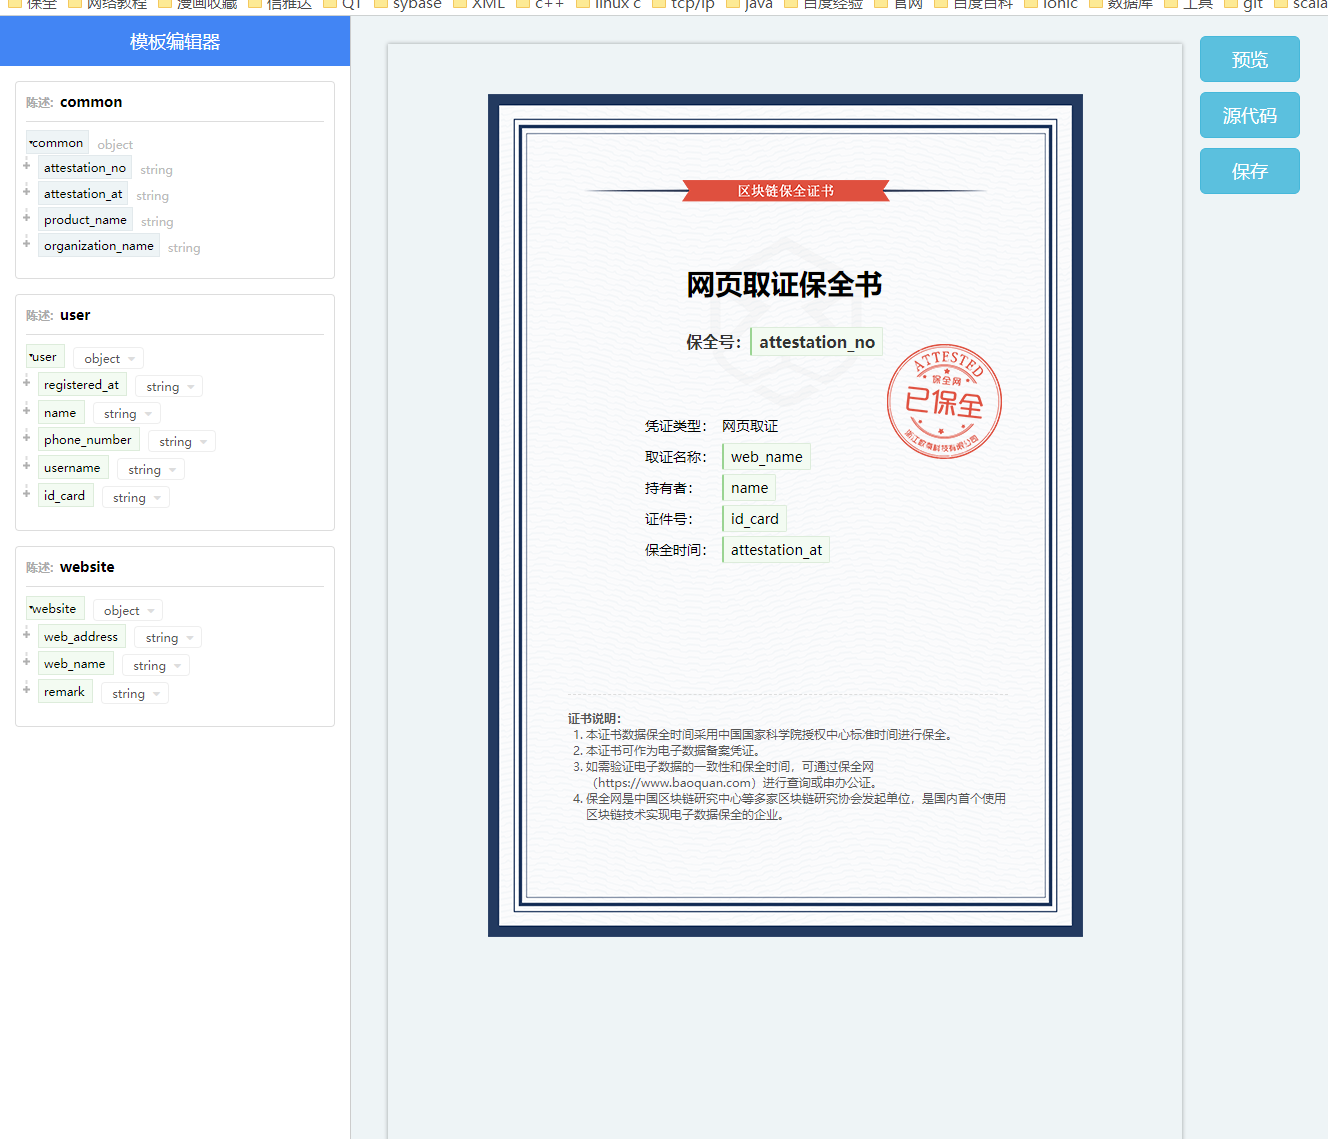 保全 网络教程 漫画收藏 信雅达 QT sybase XML c++ linux c tcp/ip java 百度经验 官网 百度百科 ionic 数据库 工具 git scala
模板编辑器
陈述: common
common object
attestation_no string
attestation_at string
product_name string
organization_name string
陈述: user
user object
registered_at string
name string
phone_number string
username string
id_card string
陈述: website
website object
web_address string
web_name string
remark string
区块链保全证书
网页取证保全书
保全号： attestation_no
ATTESTED
保全网
已保全
凭证类型： 网页取证
取证名称： web_name
持有者： name
证件号： id_card
保全时间： attestation_at
证书说明：
1. 本证书数据保全时间采用中国国家科学院授权中心标准时间进行保全。
2. 本证书可作为电子数据备案凭证。
3. 如需验证电子数据的一致性和保全时间，可通过保全网
（https://www.baoquan.com）进行查询或申办公证。
4. 保全网是中国区块链研究中心等多家区块链研究协会发起单位，是国内首个使用
区块链技术实现电子数据保全的企业。
预览
源代码
保存